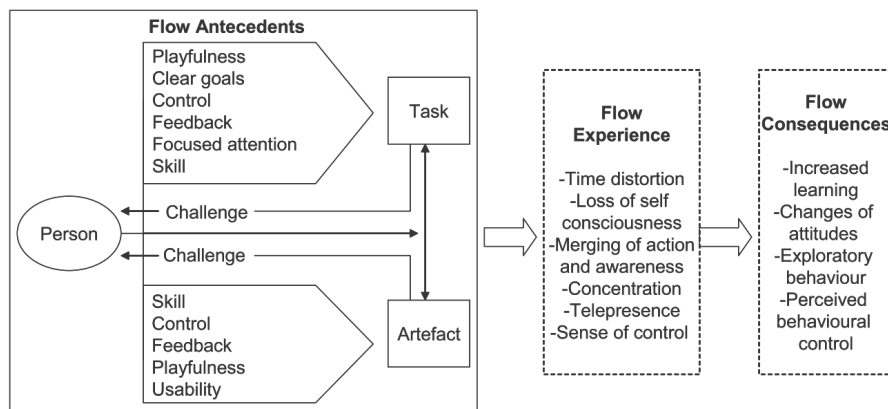 Flow Antecedents
Playfulness
Clear goals
Control
Feedback
Focused attention
Skill
Task
Challenge
Person
Challenge
Skill
Control
Feedback
Playfulness
Usability
Artefact
Flow
Experience
-Time distortion
-Loss of self
consciousness
-Merging of action
and awareness
-Concentration
-Telepresence
-Sense of control
Flow
Consequences
-Increased
learning
-Changes of
attitudes
-Exploratory
behaviour
-Perceived
behavioural
control